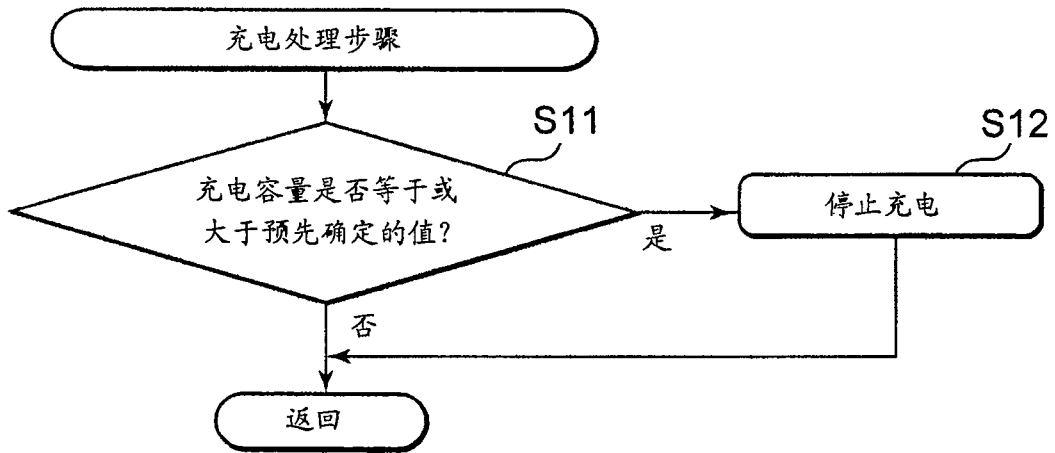 充电处理步骤
S11
充电容量是否等于或
大于预先确定的值?
是
S12
停止充电
否
返回